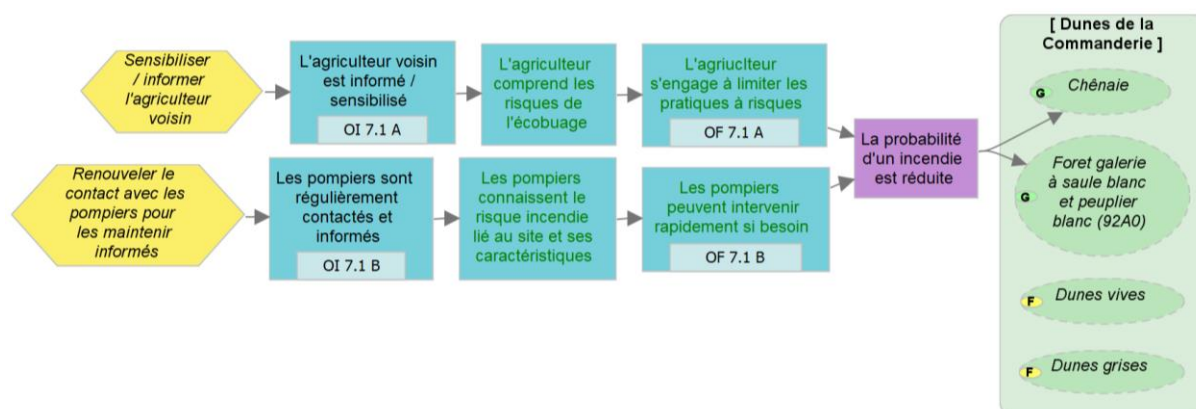 Sensibiliser
/ informer
l'agriculteur
voisin
L'agriculteur voisin
est informé /
sensibilisé
OI 7.1 A
L'agricuteur
comprend les
risques de
l'écobuage
L'agriuclteur
s'engage à limiter les
pratiques à risques
OF 7.1 A
Renouveler le
contact avec les
pompiers pour
les maintenir
informés
Les pompiers sont
régulièrement
contactés et
informés
OI 7.1 B
Les pompiers
connaissent le
risque incendie
lié au site et ses
caractéristiques
Les pompiers
peuvent intervenir
rapidement si besoin
OF 7.1 B
La probabilité
d'un incendie
est réduite
[ Dunes de la
Commanderie ]
G
Chênaie
Foret galerie
à saule blanc
et peuplier
blanc (92A0)
G
F
Dunes vives
F
Dunes grises